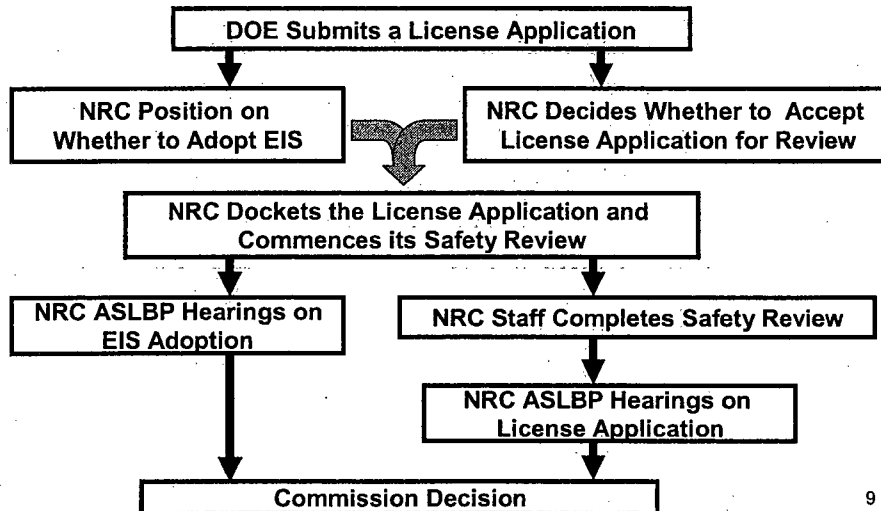 DOE Submits a License Application
NRC Position on
Whether to Adopt EIS
NRC Decides Whether to Accept
License Application for Review
NRC Dockets the License Application and
Commences its Safety Review
NRC ASLBP Hearings on
EIS Adoption
NRC Staff Completes Safety Review
NRC ASLBP Hearings on
License Application
Commission Decision
9